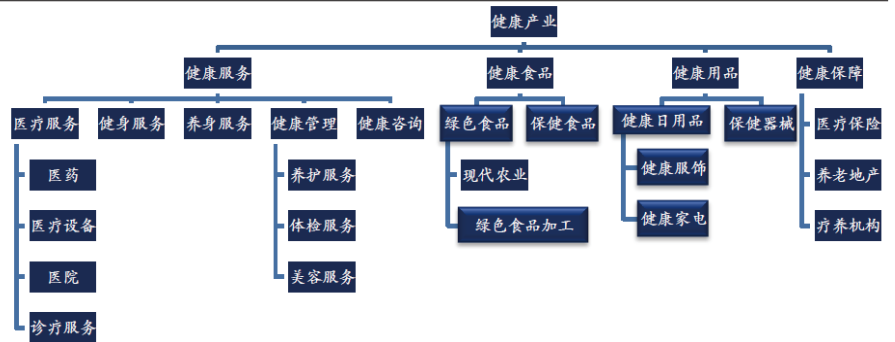 健康产业
健康服务
健康食品
健康用品
健康保障
医疗服务
健身服务
养身服务
健康管理
健康咨询
绿色食品
保健食品
健康日用品
保健器械
医疗保险
医药
养护服务
现代农业
健康服饰
养老地产
医疗设备
体检服务
绿色食品加工
健康家电
疗养机构
医院
美容服务
诊疗服务